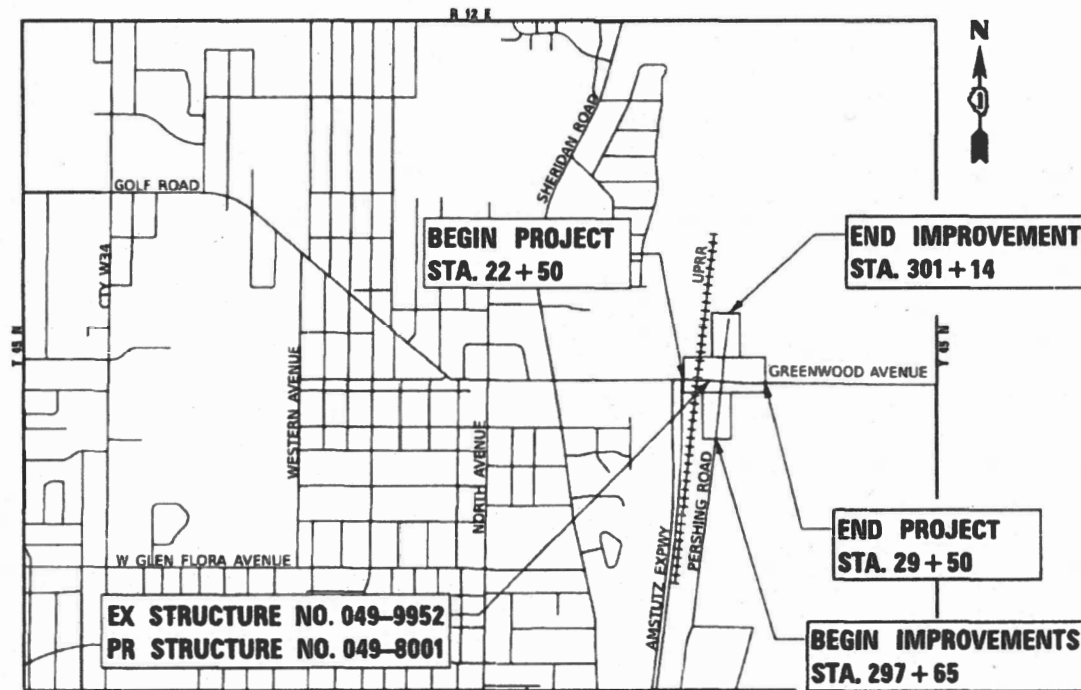 R 12 E
N
SHERIDAN ROAD
GOLF ROAD
BEGIN PROJECT
STA. 22+50
END IMPROVEMENT
STA. 301+14
CTY W34
UPRR
T 45 N
T 45 N
GREENWOOD AVENUE
WESTERN AVENUE
NORTH AVENUE
PERSHING ROAD
END PROJECT
STA. 29+50
W GLEN FLORA AVENUE
AMSTUTZ EXPWY
EX STRUCTURE NO. 049-9952
PR STRUCTURE NO. 049-8001
BEGIN IMPROVEMENTS
STA. 297+65